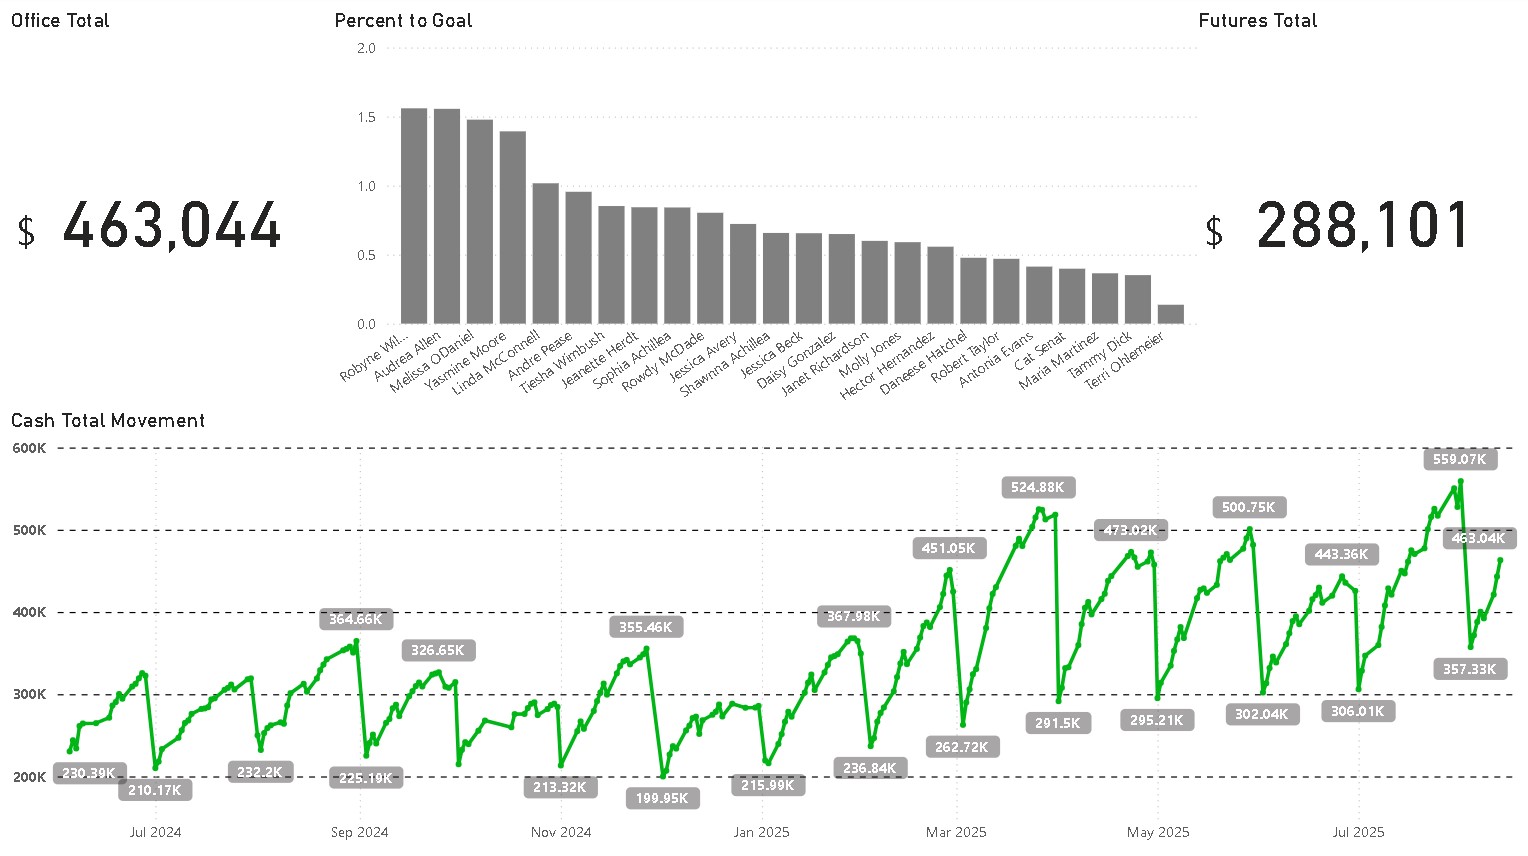 Office Total
$ 463,044
Percent to Goal
2.0
1.5
1.0
0.5
0.0
Robyne Wil...
Audrea Allen
Melissa ODaniel
Yasmine Moore
Linda McConnell
Andre Pease
Tiesha Wimbush
Jeanette Herdt
Sophia Achillea
Rowdy McDade
Jessica Avery
Shawnna Achillea
Jessica Beck
Daisy Gonzalez
Janet Richardson
Molly Jones
Hector Hernandez
Daneese Hatchel
Robert Taylor
Antonia Evans
Cat Senat
Maria Martinez
Tammy Dick
Terri Ohlemeier
Futures Total
$ 288,101
Cash Total Movement
600K
500K
400K
300K
200K
230.39K
210.17K
232.2K
364.66K
225.19K
326.65K
213.32K
355.46K
199.95K
215.99K
367.98K
236.84K
451.05K
262.72K
524.88K
291.5K
473.02K
295.21K
500.75K
302.04K
443.36K
306.01K
559.07K
357.33K
463.04K
Jul 2024
Sep 2024
Nov 2024
Jan 2025
Mar 2025
May 2025
Jul 2025